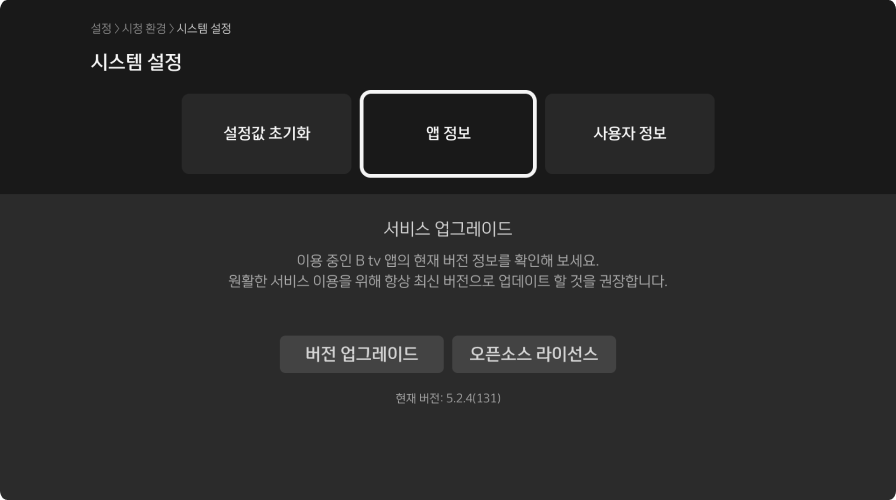 설정 > 시청 환경 > 시스템 설정
시스템 설정
설정값 초기화
앱 정보
사용자 정보
서비스 업그레이드
이용 중인 B tv 앱의 현재 버전 정보를 확인해 보세요.
원활한 서비스 이용을 위해 항상 최신 버전으로 업데이트 할 것을 권장합니다.
버전 업그레이드
오픈소스 라이선스
현재 버전: 5.2.4(131)